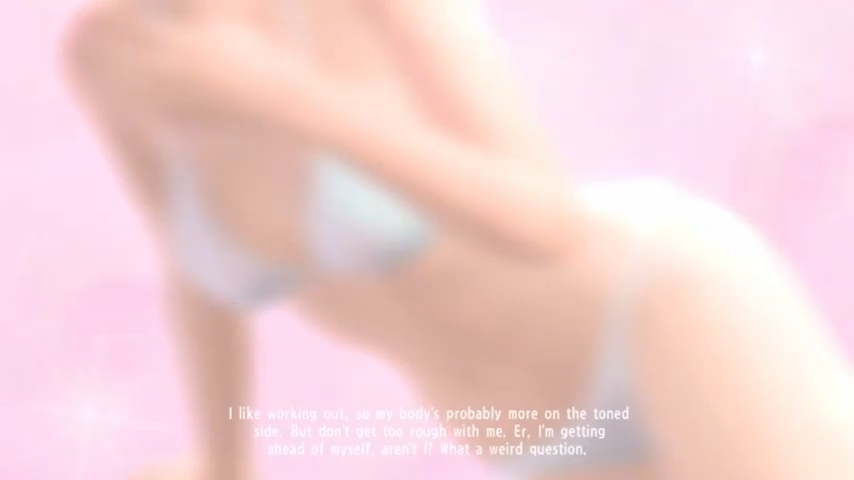 I like working out, so my body's probably more on the toned
side. But don't get too rough with me. Er, I'm getting
ahead of myself, aren't I? What a weird question.